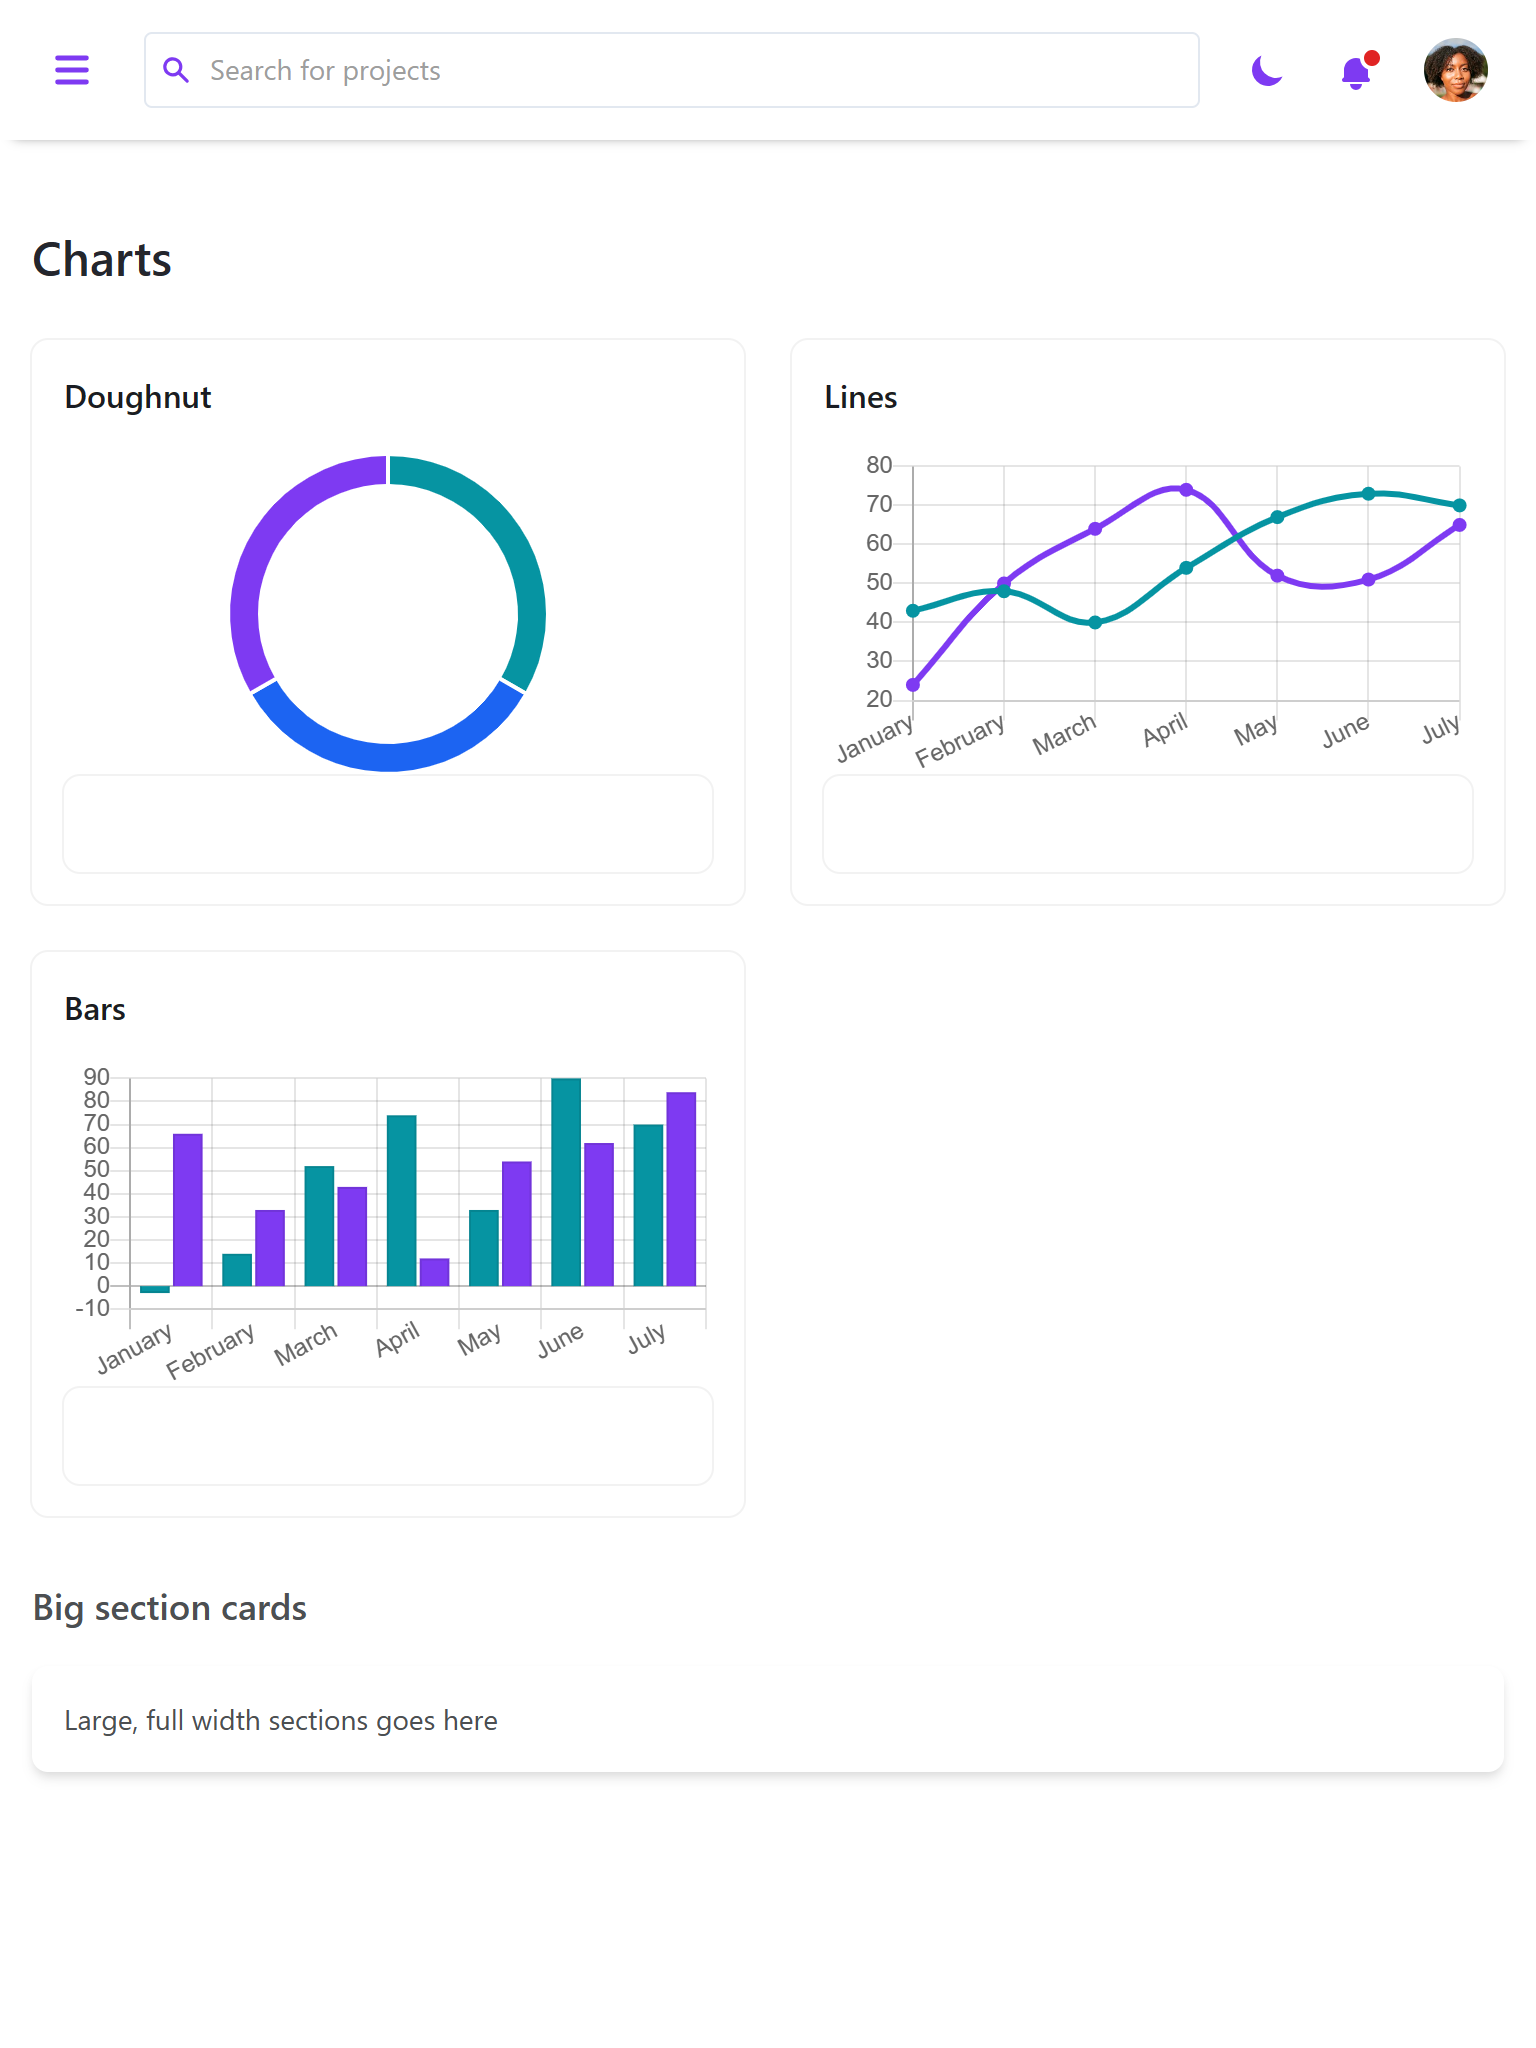 Search for projects
Charts
Doughnut
Lines
80
70
60
50
40
30
20
January February March April May June July
Bars
90
80
70
60
50
40
30
20
10
0
-10
January February March April May June July
Big section cards
Large, full width sections goes here